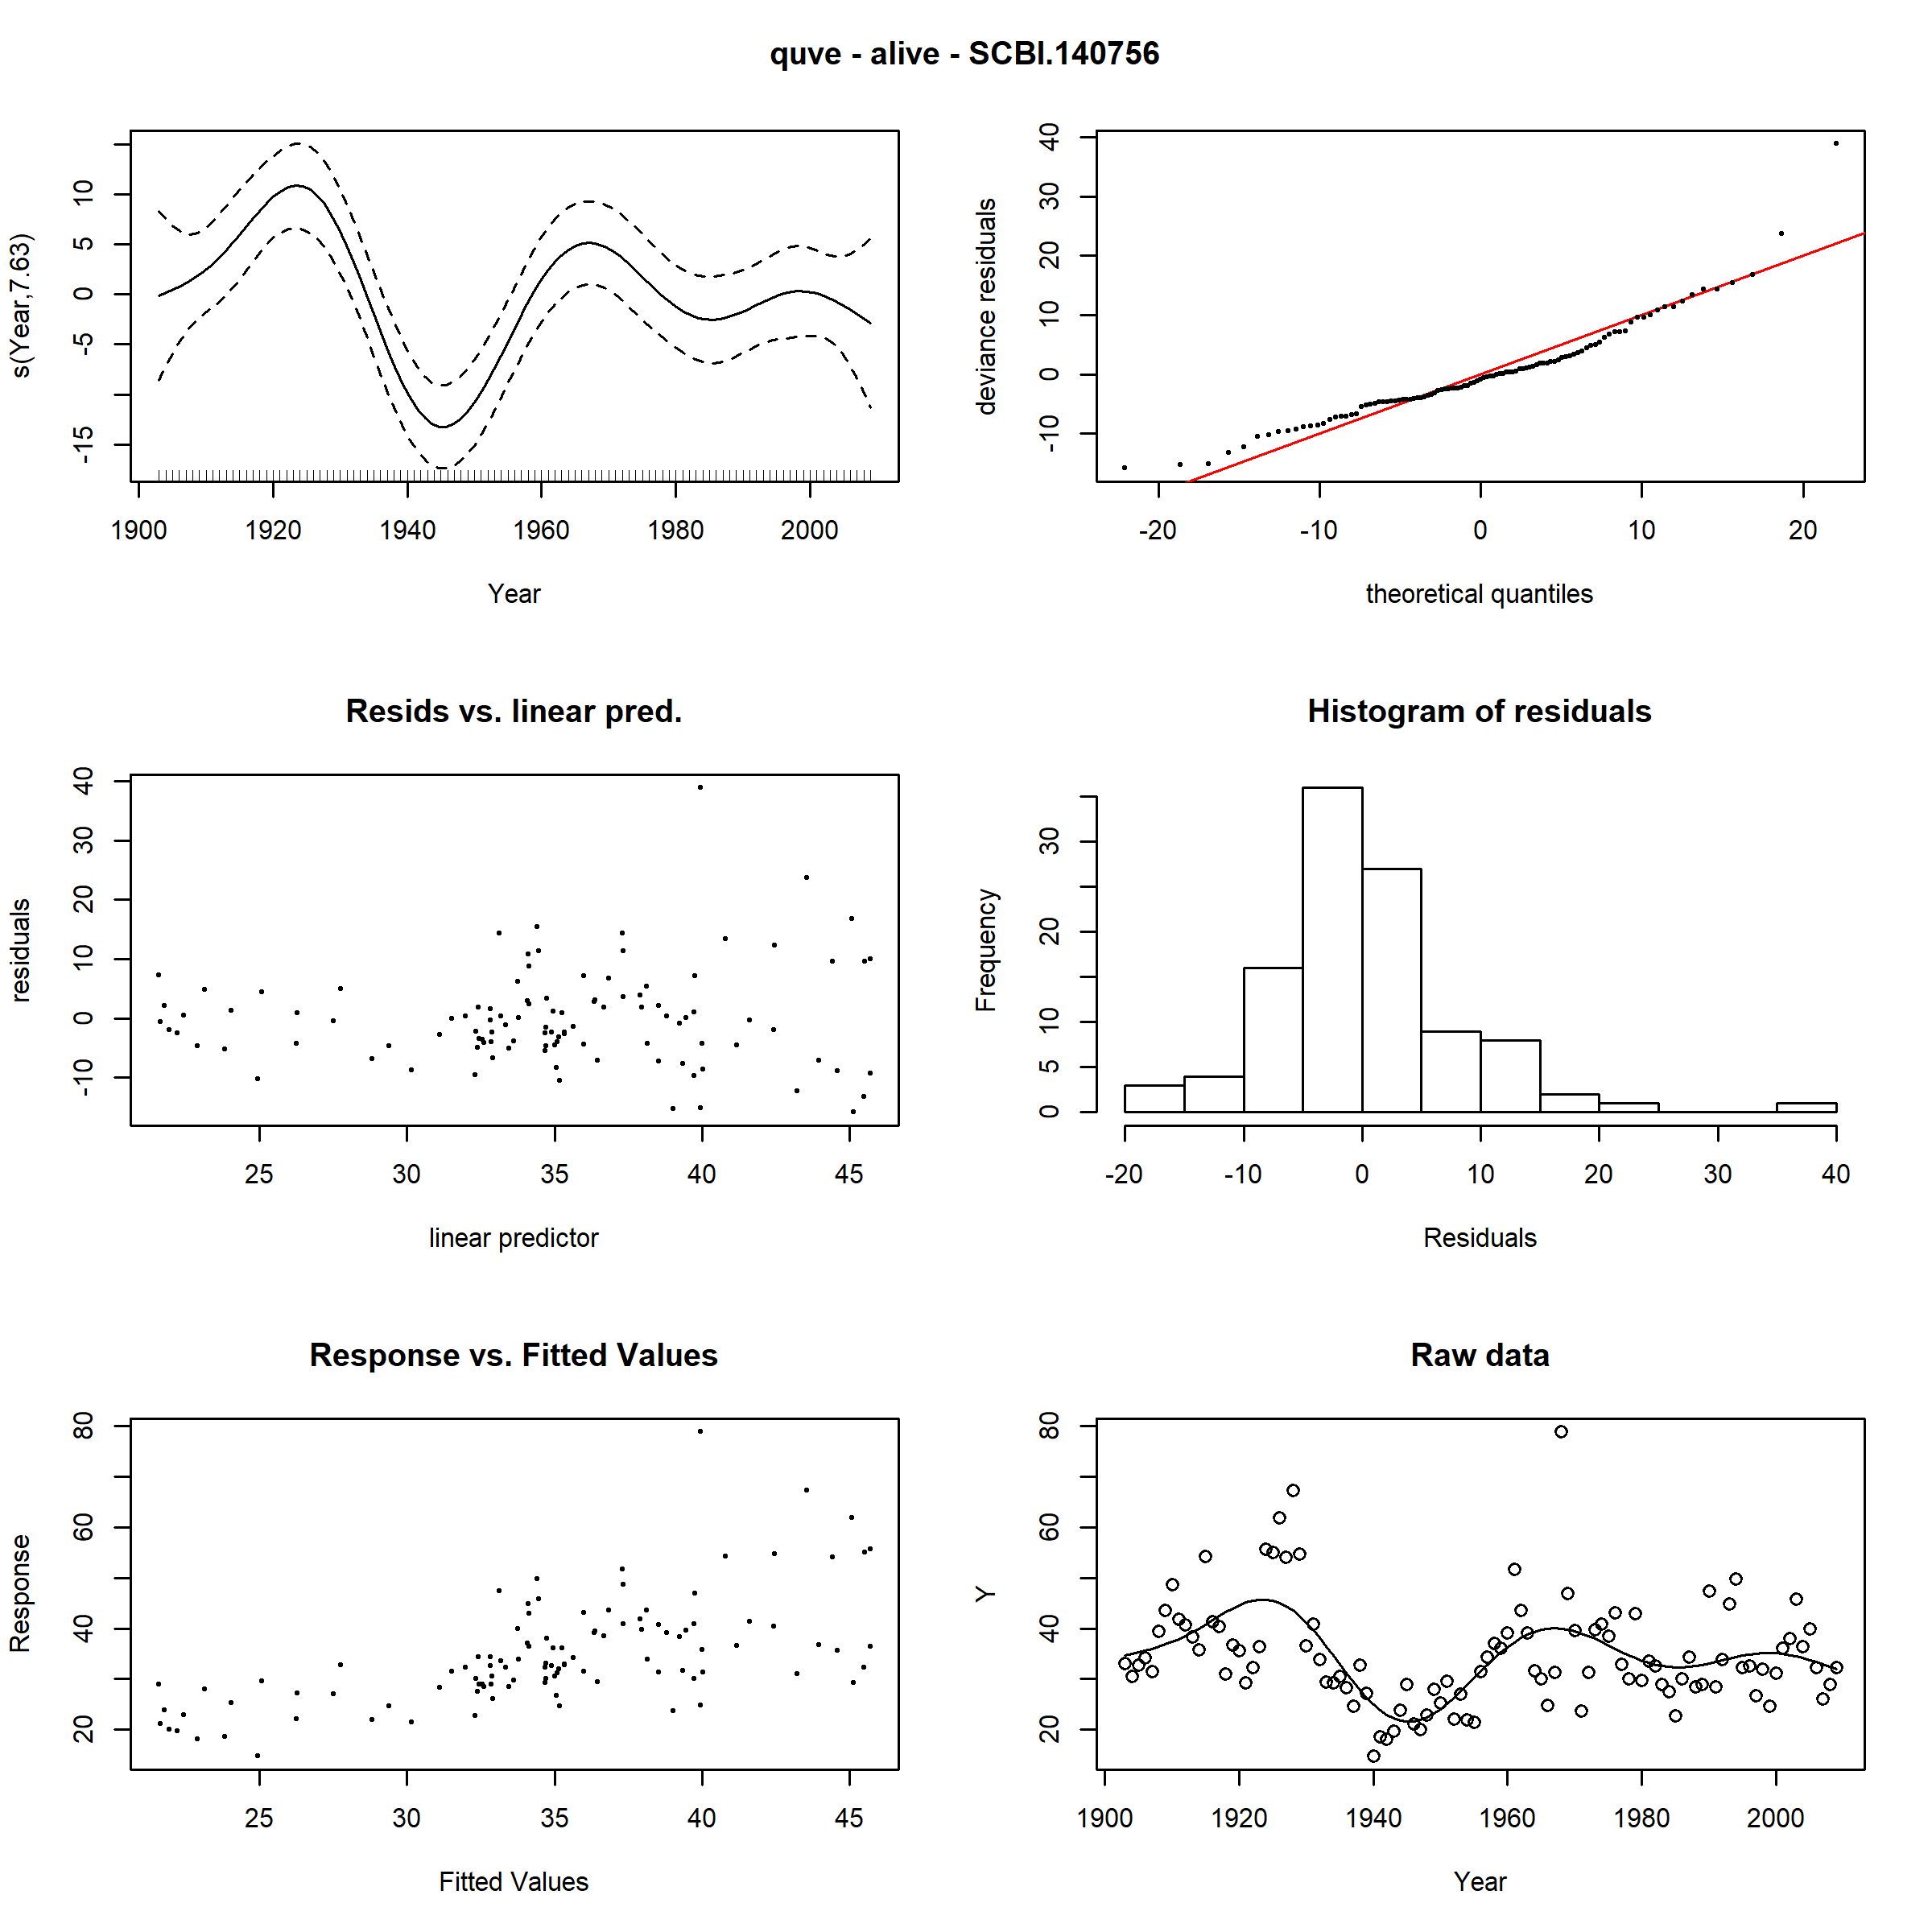 quve - alive - SCBI.140756
s(Year,7.63)
10
5
0
-5
-15
1900 1920 1940 1960 1980 2000
Year
deviance residuals
40
30
20
10
0
-10
-20 -10 0 10 20
theoretical quantiles
Resids vs. linear pred.
residuals
40
30
20
10
0
-10
25 30 35 40 45
linear predictor
Histogram of residuals
Frequency
30
20
10
5
0
-20 -10 0 10 20 30 40
Residuals
Response vs. Fitted Values
Response
80
60
40
20
25 30 35 40 45
Fitted Values
Raw data
Y
80
60
40
20
1900 1920 1940 1960 1980 2000
Year